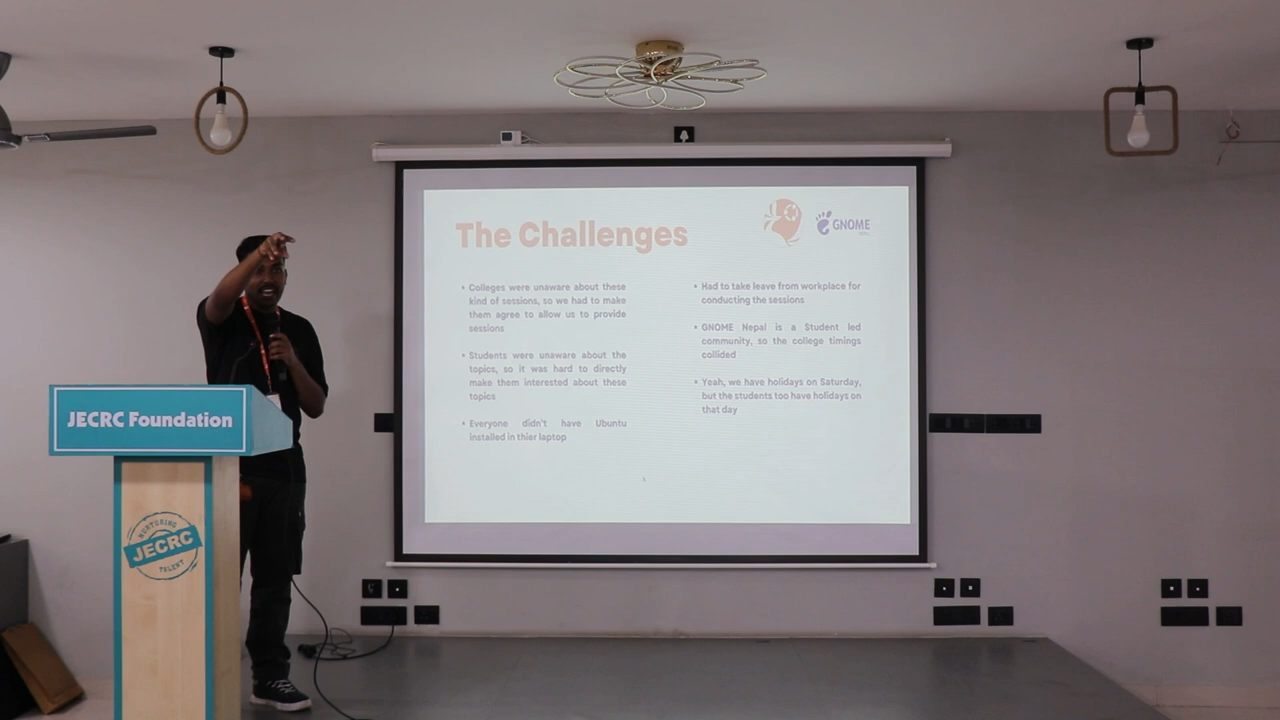 The Challenges
GNOME
• Colleges were unaware about these
kind of sessions, so we had to make
them agree to allow us to provide
sessions
• Students were unaware about the
topics, so it was hard to directly
make them interested about these
topics
• Everyone didn't have Ubuntu
installed in thier laptop
• Had to take leave from workplace for
conducting the sessions
• GNOME Nepal is a Student led
community, so the college timings
collided
• Yeah, we have holidays on Saturday,
but the students too have holidays on
that day
JECRC Foundation
NURTURING
JECRC
TALENT